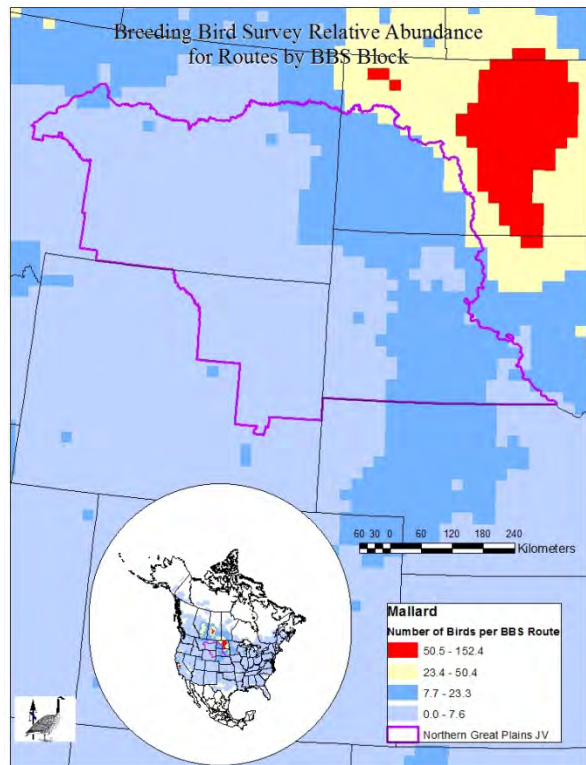 Breeding Bird Survey Relative Abundance
for Routes by BBS Block
60 30 0 60 120 180 240
Kilometers
Mallard
Number of Birds per BBS Route
50.5 - 152.4
23.4 - 50.4
7.7 - 23.3
0.0 - 7.6
Northern Great Plains JV